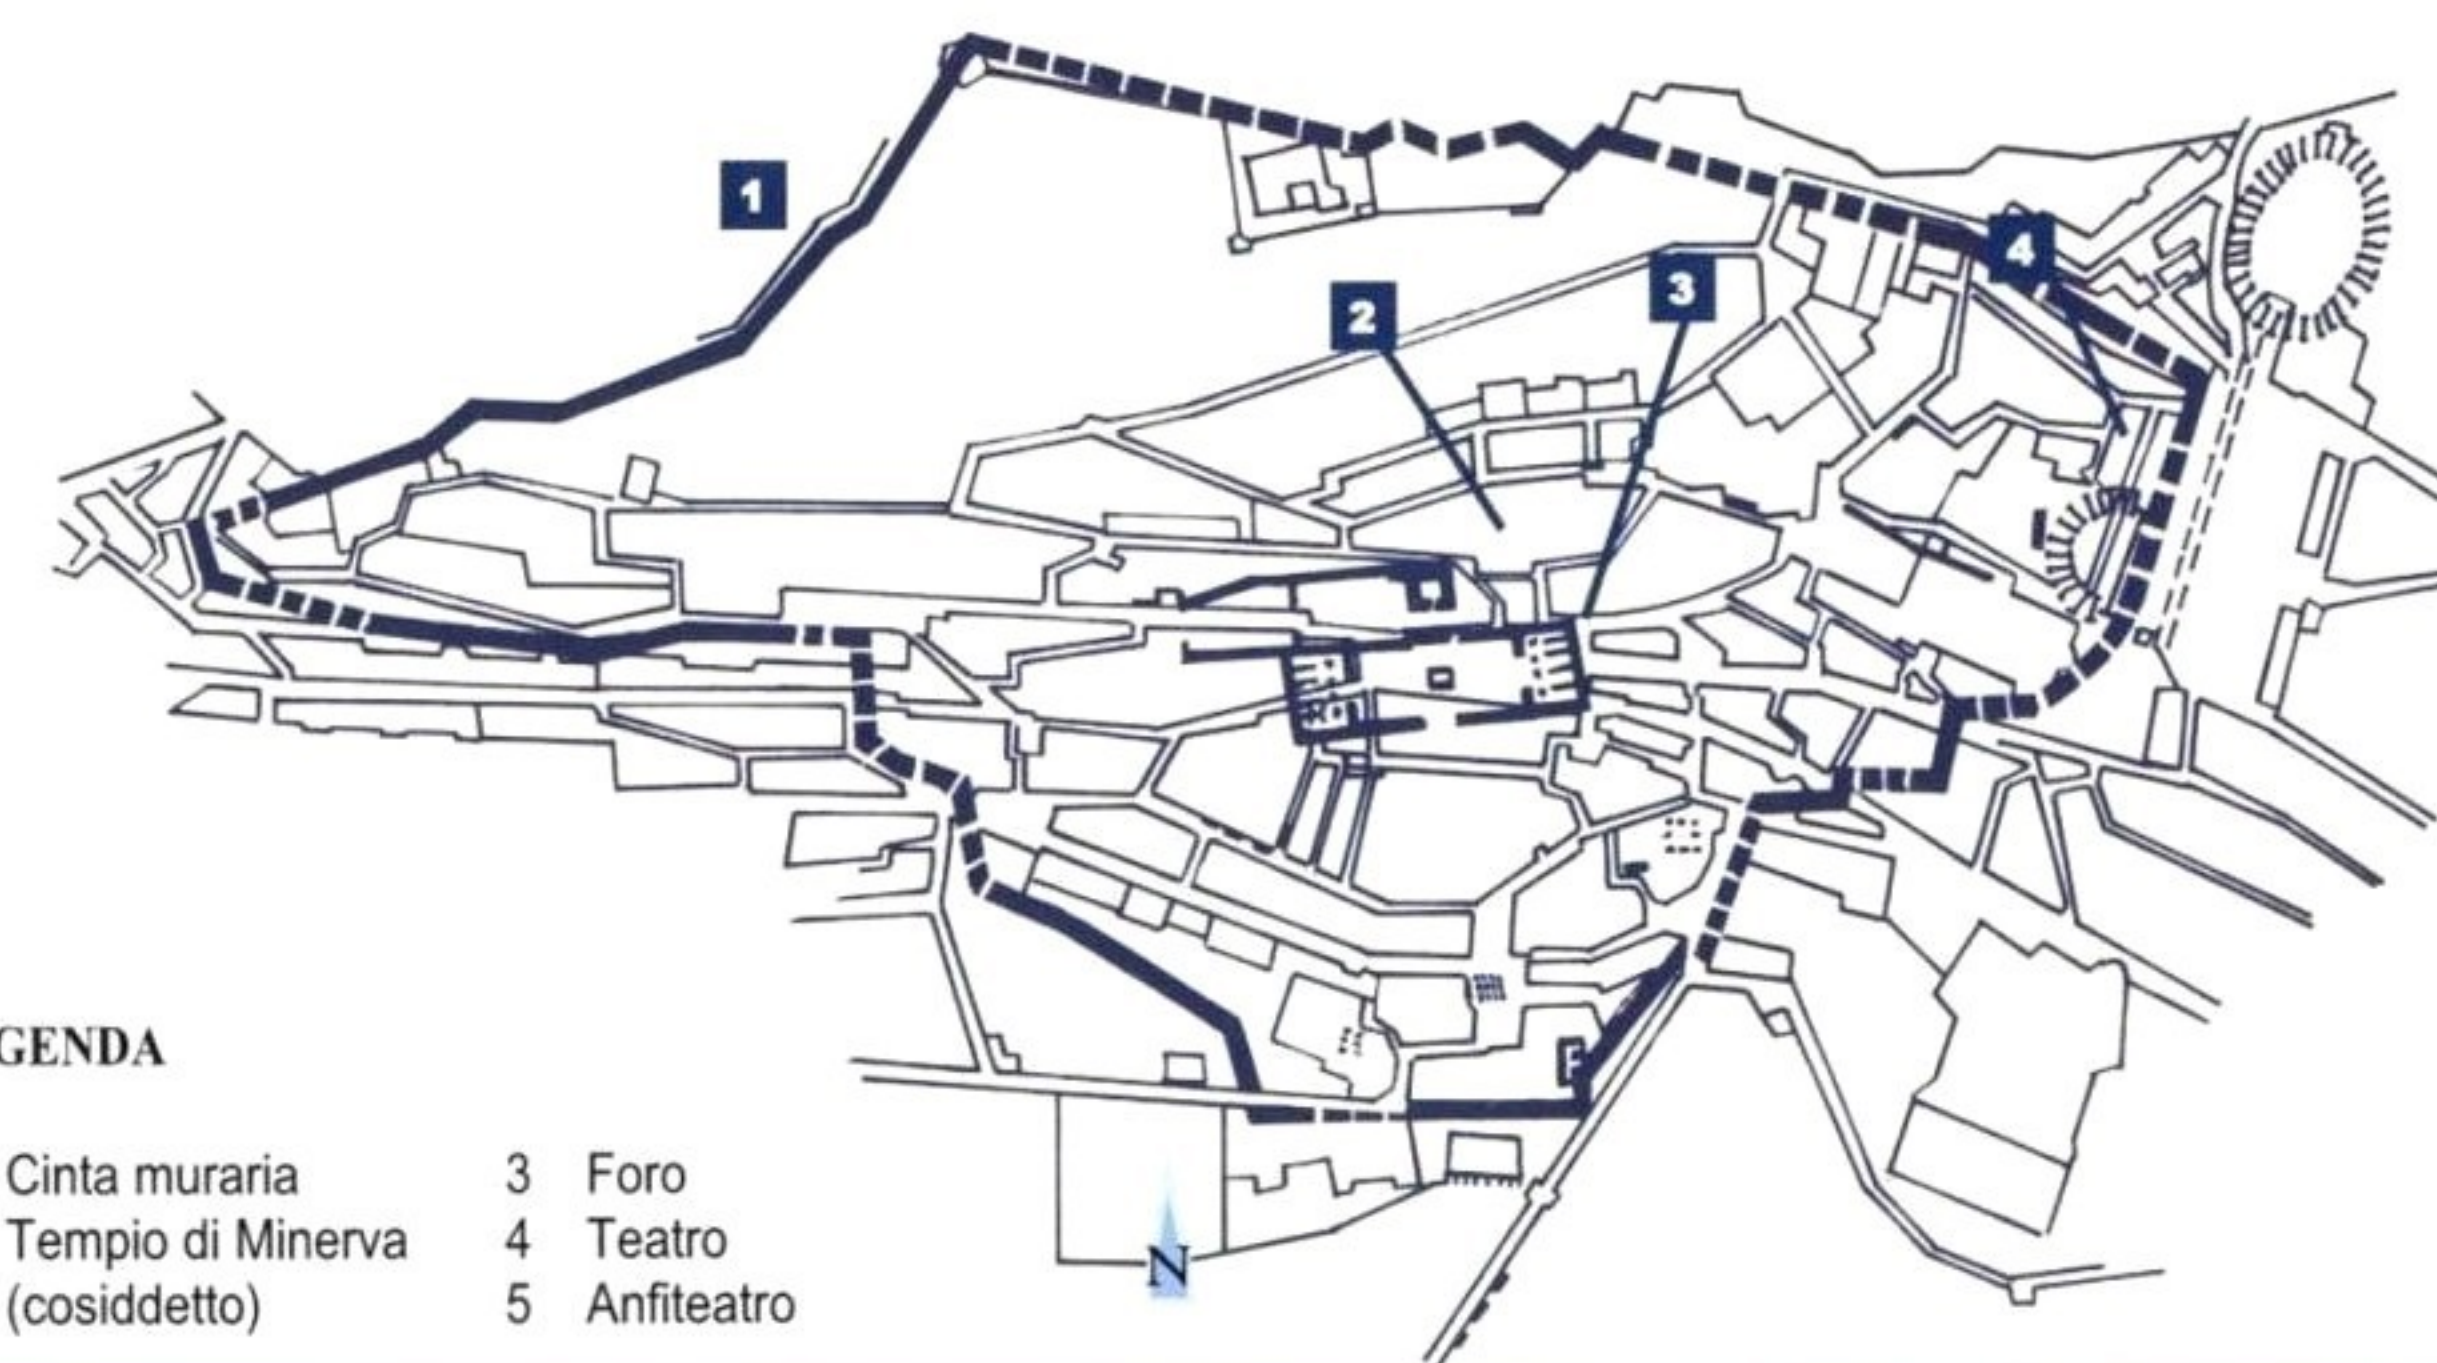 1
4
3
2
GENDA
Cinta muraria 3 Foro
Tempio di Minerva 4 Teatro
(cosiddetto) 5 Anfiteatro
N